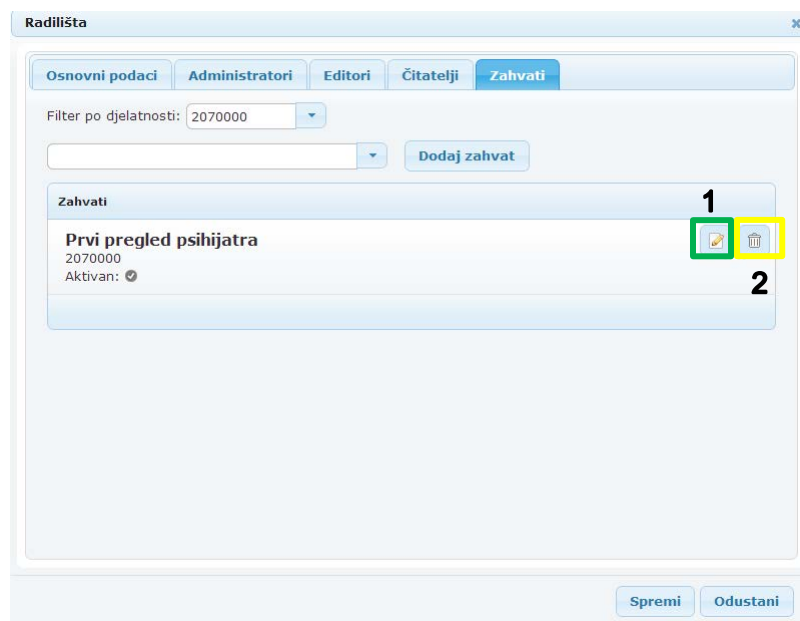 Radilišta
Osnovni podaci Administratori Editori Čitatelji Zahvati
Filter po djelatnosti: 2070000
Dodaj zahvat
Zahvati
1
Prvi pregled psihijatra
2070000
Aktivan:
2
Spremi Odustani